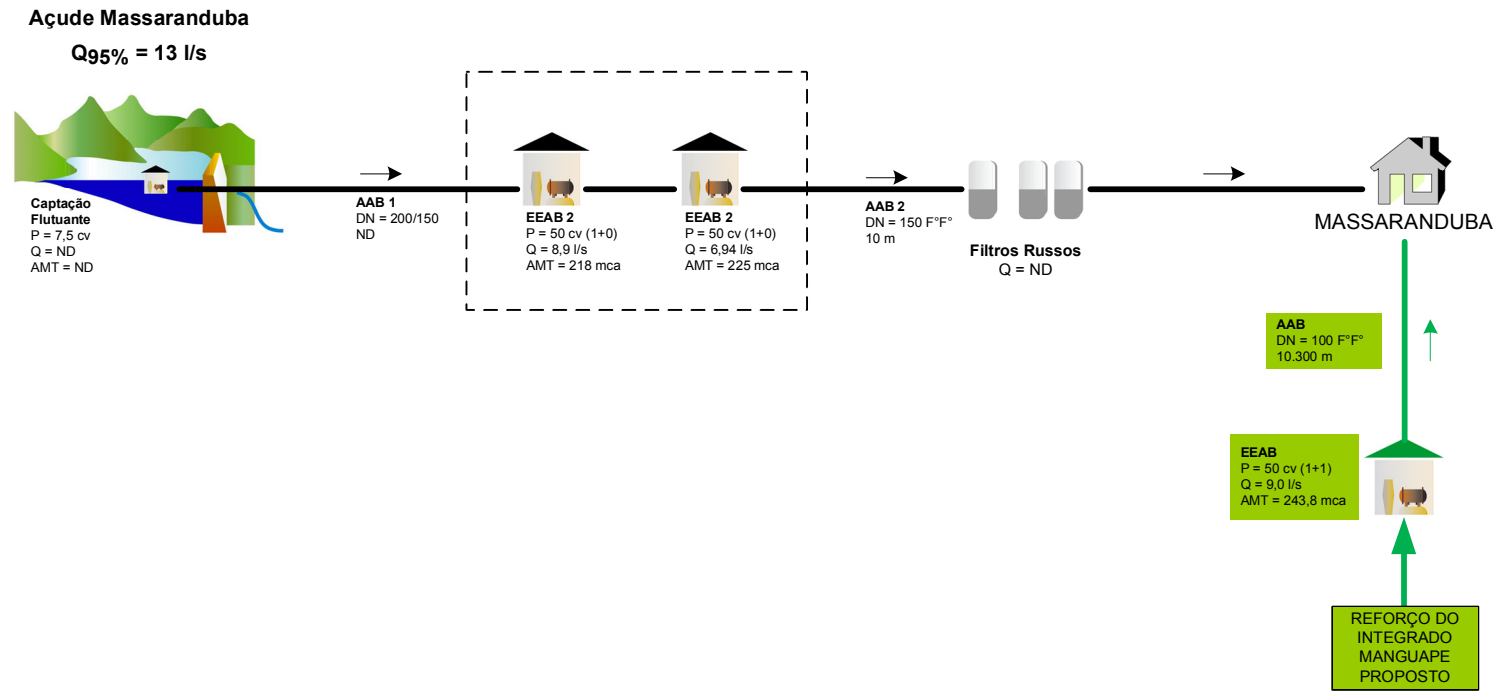 Açude Massaranduba
Q95% = 13 l/s
Captação
Flutuante
P = 7,5 cv
Q = ND
AMT = ND
AAB 1
DN = 200/150
ND
EEAB 2
P = 50 cv (1+0)
Q = 8,9 l/s
AMT = 218 mca
EEAB 2
P = 50 cv (1+0)
Q = 6,94 l/s
AMT = 225 mca
AAB 2
DN = 150 F°F°
10 m
Filtros Russos
Q = ND
MASSARANDUBA
AAB
DN = 100 F°F°
10.300 m
EEAB
P = 50 cv (1+1)
Q = 9,0 l/s
AMT = 243,8 mca
REFORÇO DO
INTEGRADO
MANGUAPE
PROPOSTO